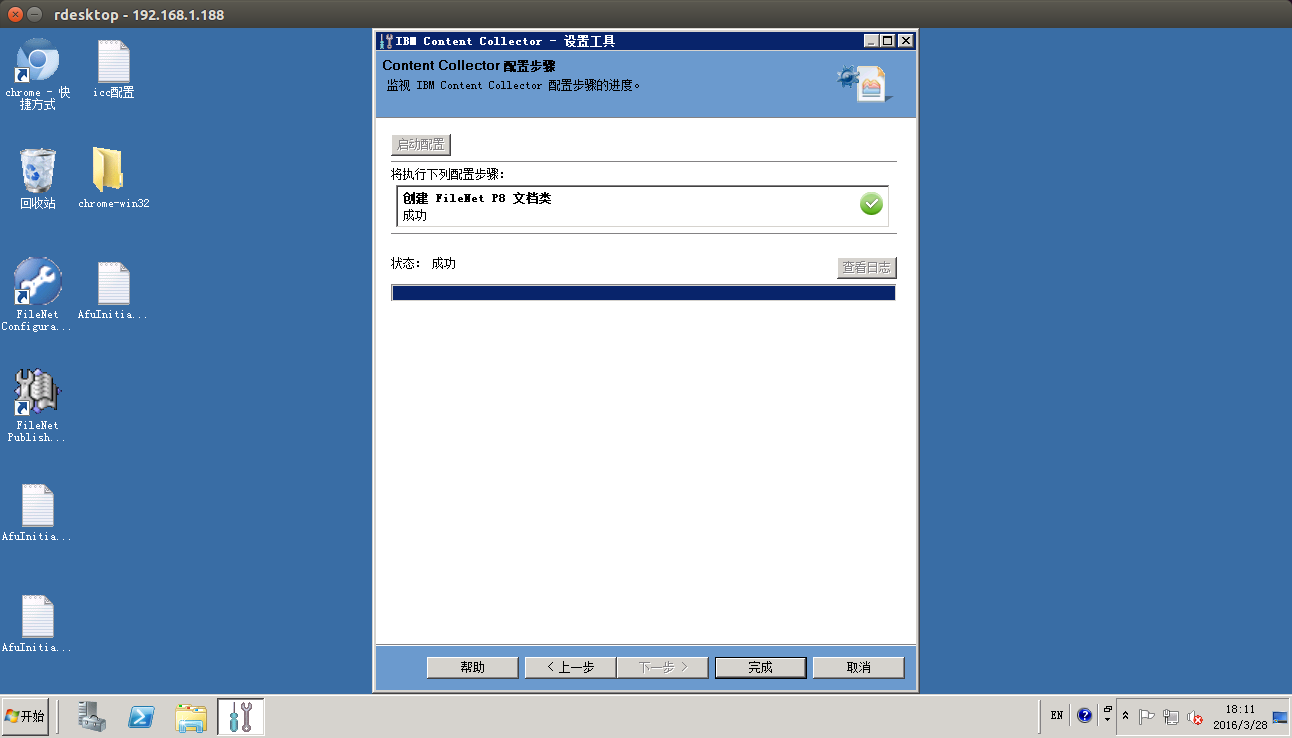 rdesktop - 192.168.1.188
chrome - 快
捷方式
icc配置
回收站
chrome-win32
FileNet
Configura...
AfuInitia...
FileNet
Publish...
AfuInitia...
AfuInitia...
IBM Content Collector - 设置工具
Content Collector 配置步骤
监视 IBM Content Collector 配置步骤的进度。
启动配置
将执行下列配置步骤:
创建 FileNet P8 文档类
成功
状态: 成功
查看日志
帮助
< 上一步
下一步 >
完成
取消
开始
EN
18:11
2016/3/28